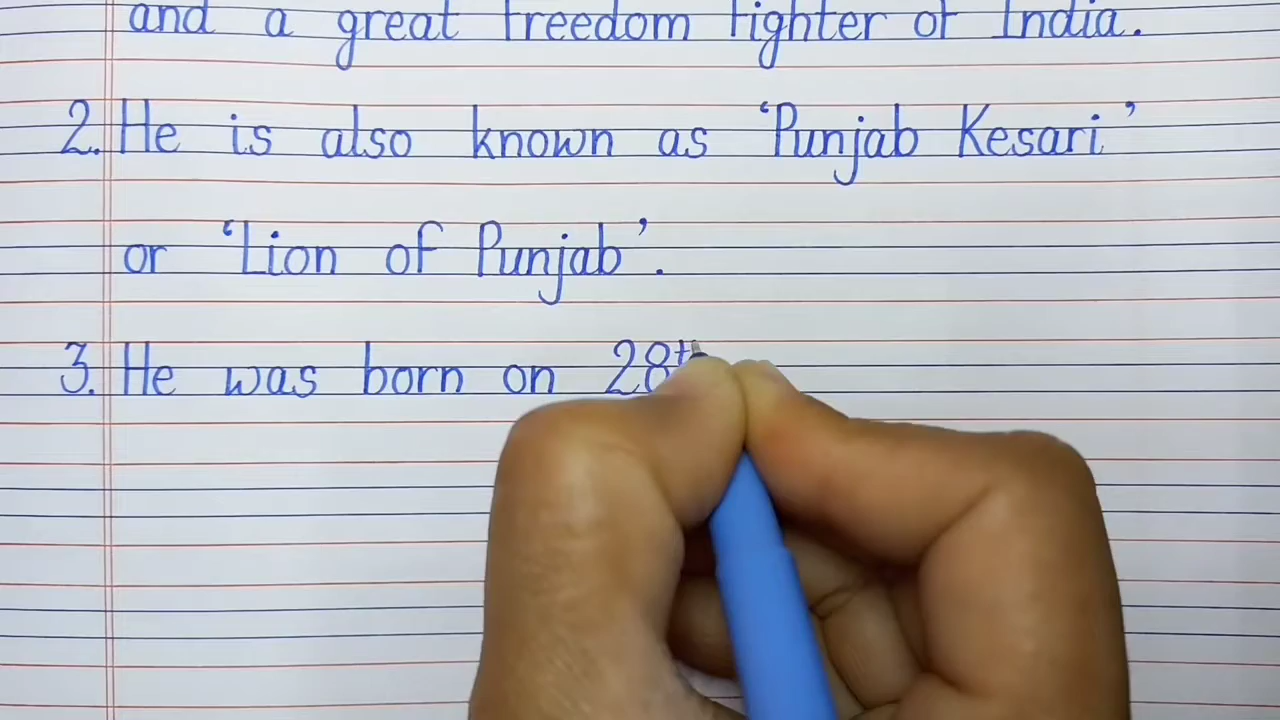 and a great freedom fighter of India.
2. He is also known as ‘Punjab Kesari’
or ‘Lion of Punjab’.
3. He was born on 28th